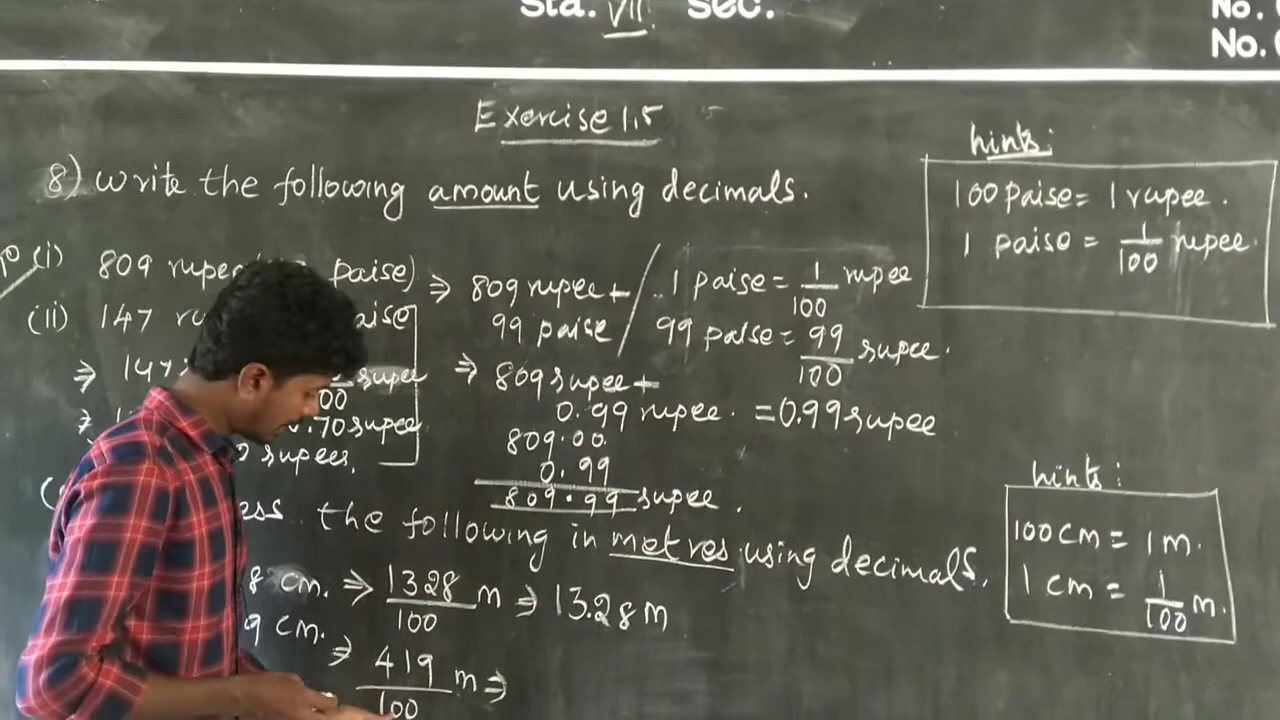 Std. VII Sec.
No.
No.
Exercise 1.5
hints:
100 paise = 1 rupee.
1 paise = 1/100 rupee.
8) Write the following amount using decimals.
(i) 809 rupee paise) ⇒ 809 rupee + / 1 paise = 1/100 rupee
99 paise / 99 paise = 99/100 rupee.
(ii) 147 paise
⇒ 147 rupee ⇒ 809 rupee +
0.99 rupee. = 0.99 rupee
.70 rupee
809.00
rupees.
0.99
809.99 rupee.
the following in metres using decimals.
hints:
100 cm = 1 m.
1 cm = 1/100 m.
8 cm. ⇒ 1328/100 m ⇒ 13.28 m
9 cm. ⇒ 419/100 m ⇒